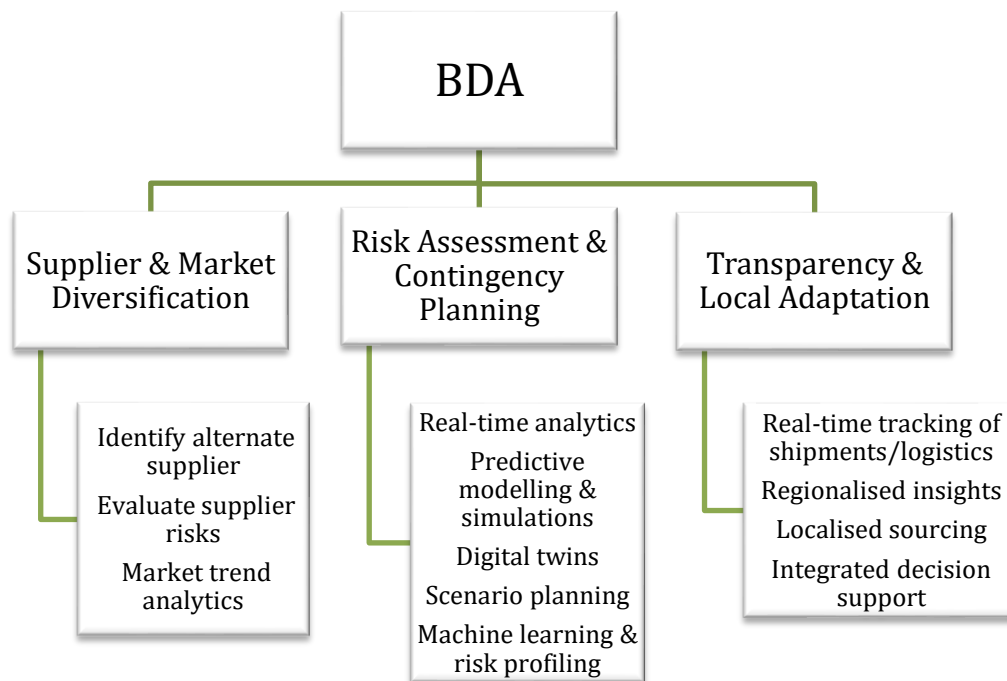 BDA
Supplier & Market
Diversification
Risk Assessment &
Contingency
Planning
Transparency &
Local Adaptation
Identify alternate
supplier
Evaluate supplier
risks
Market trend
analytics
Real-time analytics
Predictive
modelling &
simulations
Digital twins
Scenario planning
Machine learning &
risk profiling
Real-time tracking of
shipments/logistics
Regionalised insights
Localised sourcing
Integrated decision
support